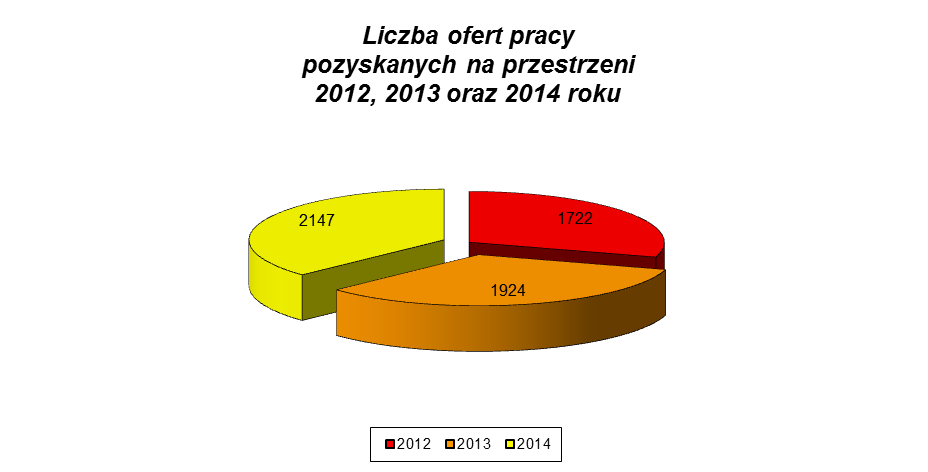 Liczba ofert pracy
pozyskanych na przestrzeni
2012, 2013 oraz 2014 roku
2147
1722
1924
2012 2013 2014